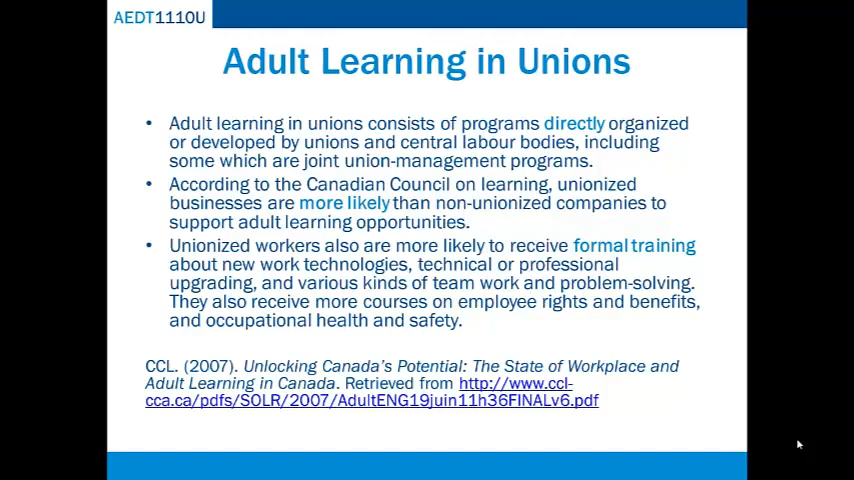 AEDT1110U
Adult Learning in Unions
• Adult learning in unions consists of programs directly organized
or developed by unions and central labour bodies, including
some which are joint union-management programs.
• According to the Canadian Council on learning, unionized
businesses are more likely than non-unionized companies to
support adult learning opportunities.
• Unionized workers also are more likely to receive formal training
about new work technologies, technical or professional
upgrading, and various kinds of team work and problem-solving.
They also receive more courses on employee rights and benefits,
and occupational health and safety.
CCL. (2007). Unlocking Canada's Potential: The State of Workplace and
Adult Learning in Canada. Retrieved from http://www.ccl-
cca.ca/pdfs/SOLR/2007/AdultENG19juin11h36FINALv6.pdf